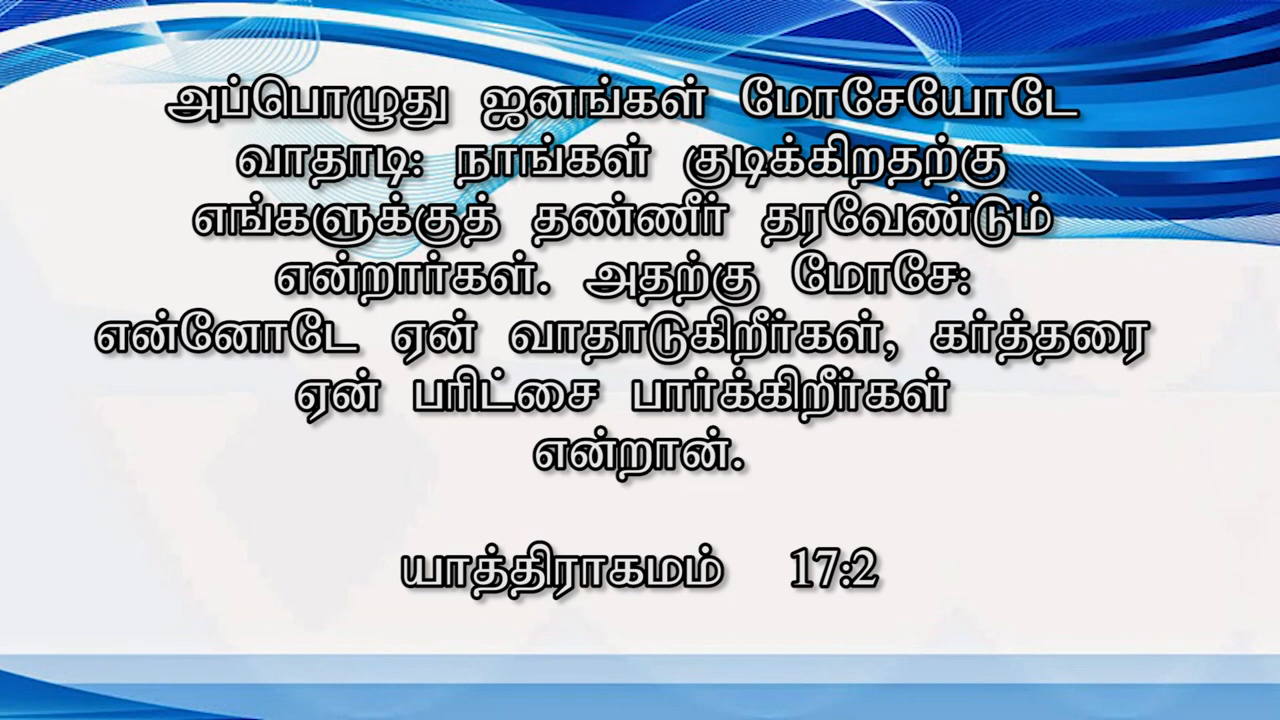 அப்பொழுது ஜனங்கள் மோசேயோடே
வாதாடி: நாங்கள் குடிக்கிறதற்கு
எங்களுக்குத் தண்ணீர் தரவேண்டும்
என்றார்கள். அதற்கு மோசே:
என்னோடே ஏன் வாதாடுகிறீர்கள், கர்த்தரை
ஏன் பரிட்சை பார்க்கிறீர்கள்
என்றான்.
யாத்திராகமம் 17:2